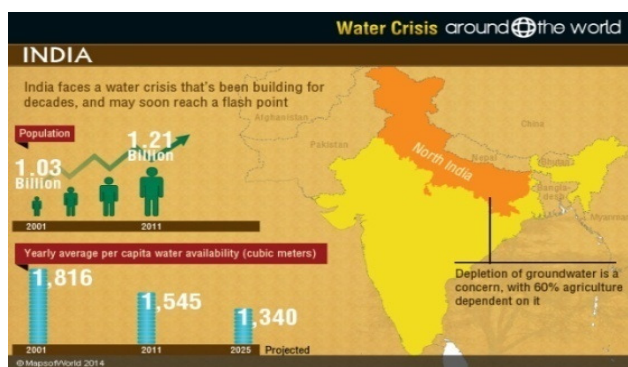 Water Crisis around the world
INDIA
India faces a water crisis that's been building for
decades, and may soon reach a flash point
Population
1.03
Billion
1.21
Billion
2001
2011
Yearly average per capita water availability (cubic meters)
1,816
1,545
1,340
2001
2011
2025
Projected
Afghanistan
Pakistan
China
Nepal
Bhutan
Bangla-
desh
Myanmar
North India
Depletion of groundwater is a
concern, with 60% agriculture
dependent on it
© MapsofWorld 2014